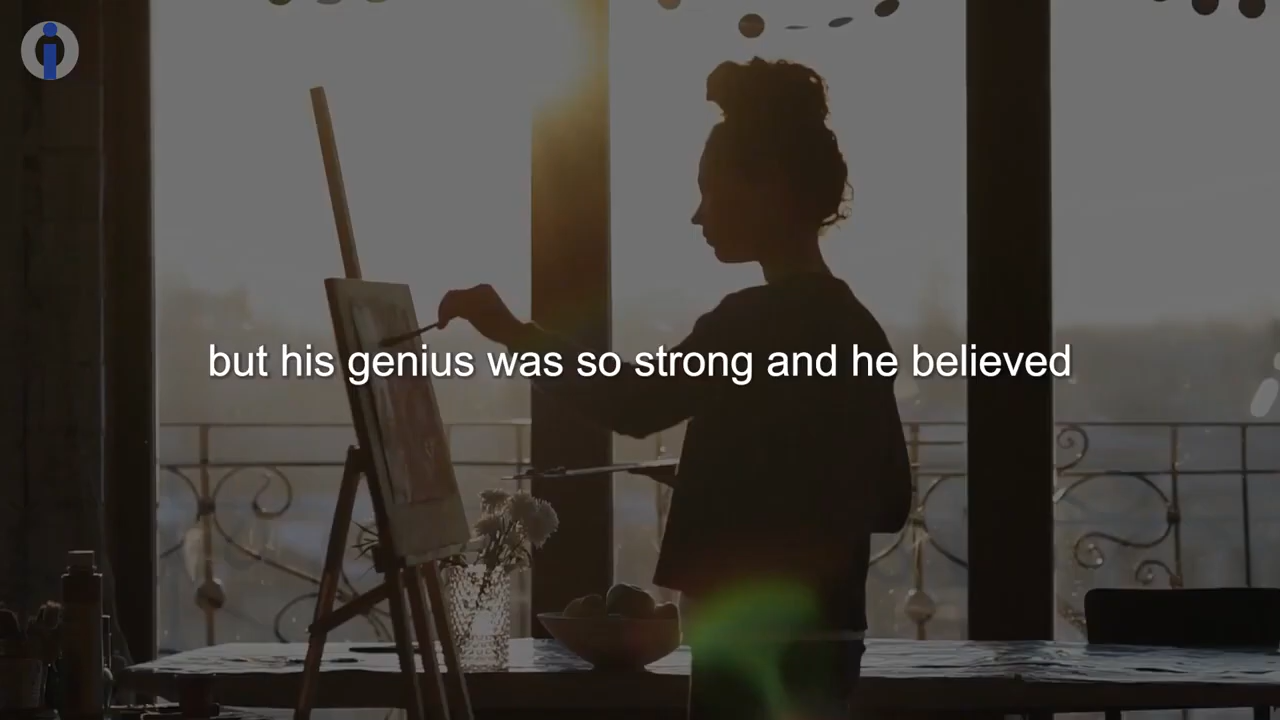 but his genius was so strong and he believed